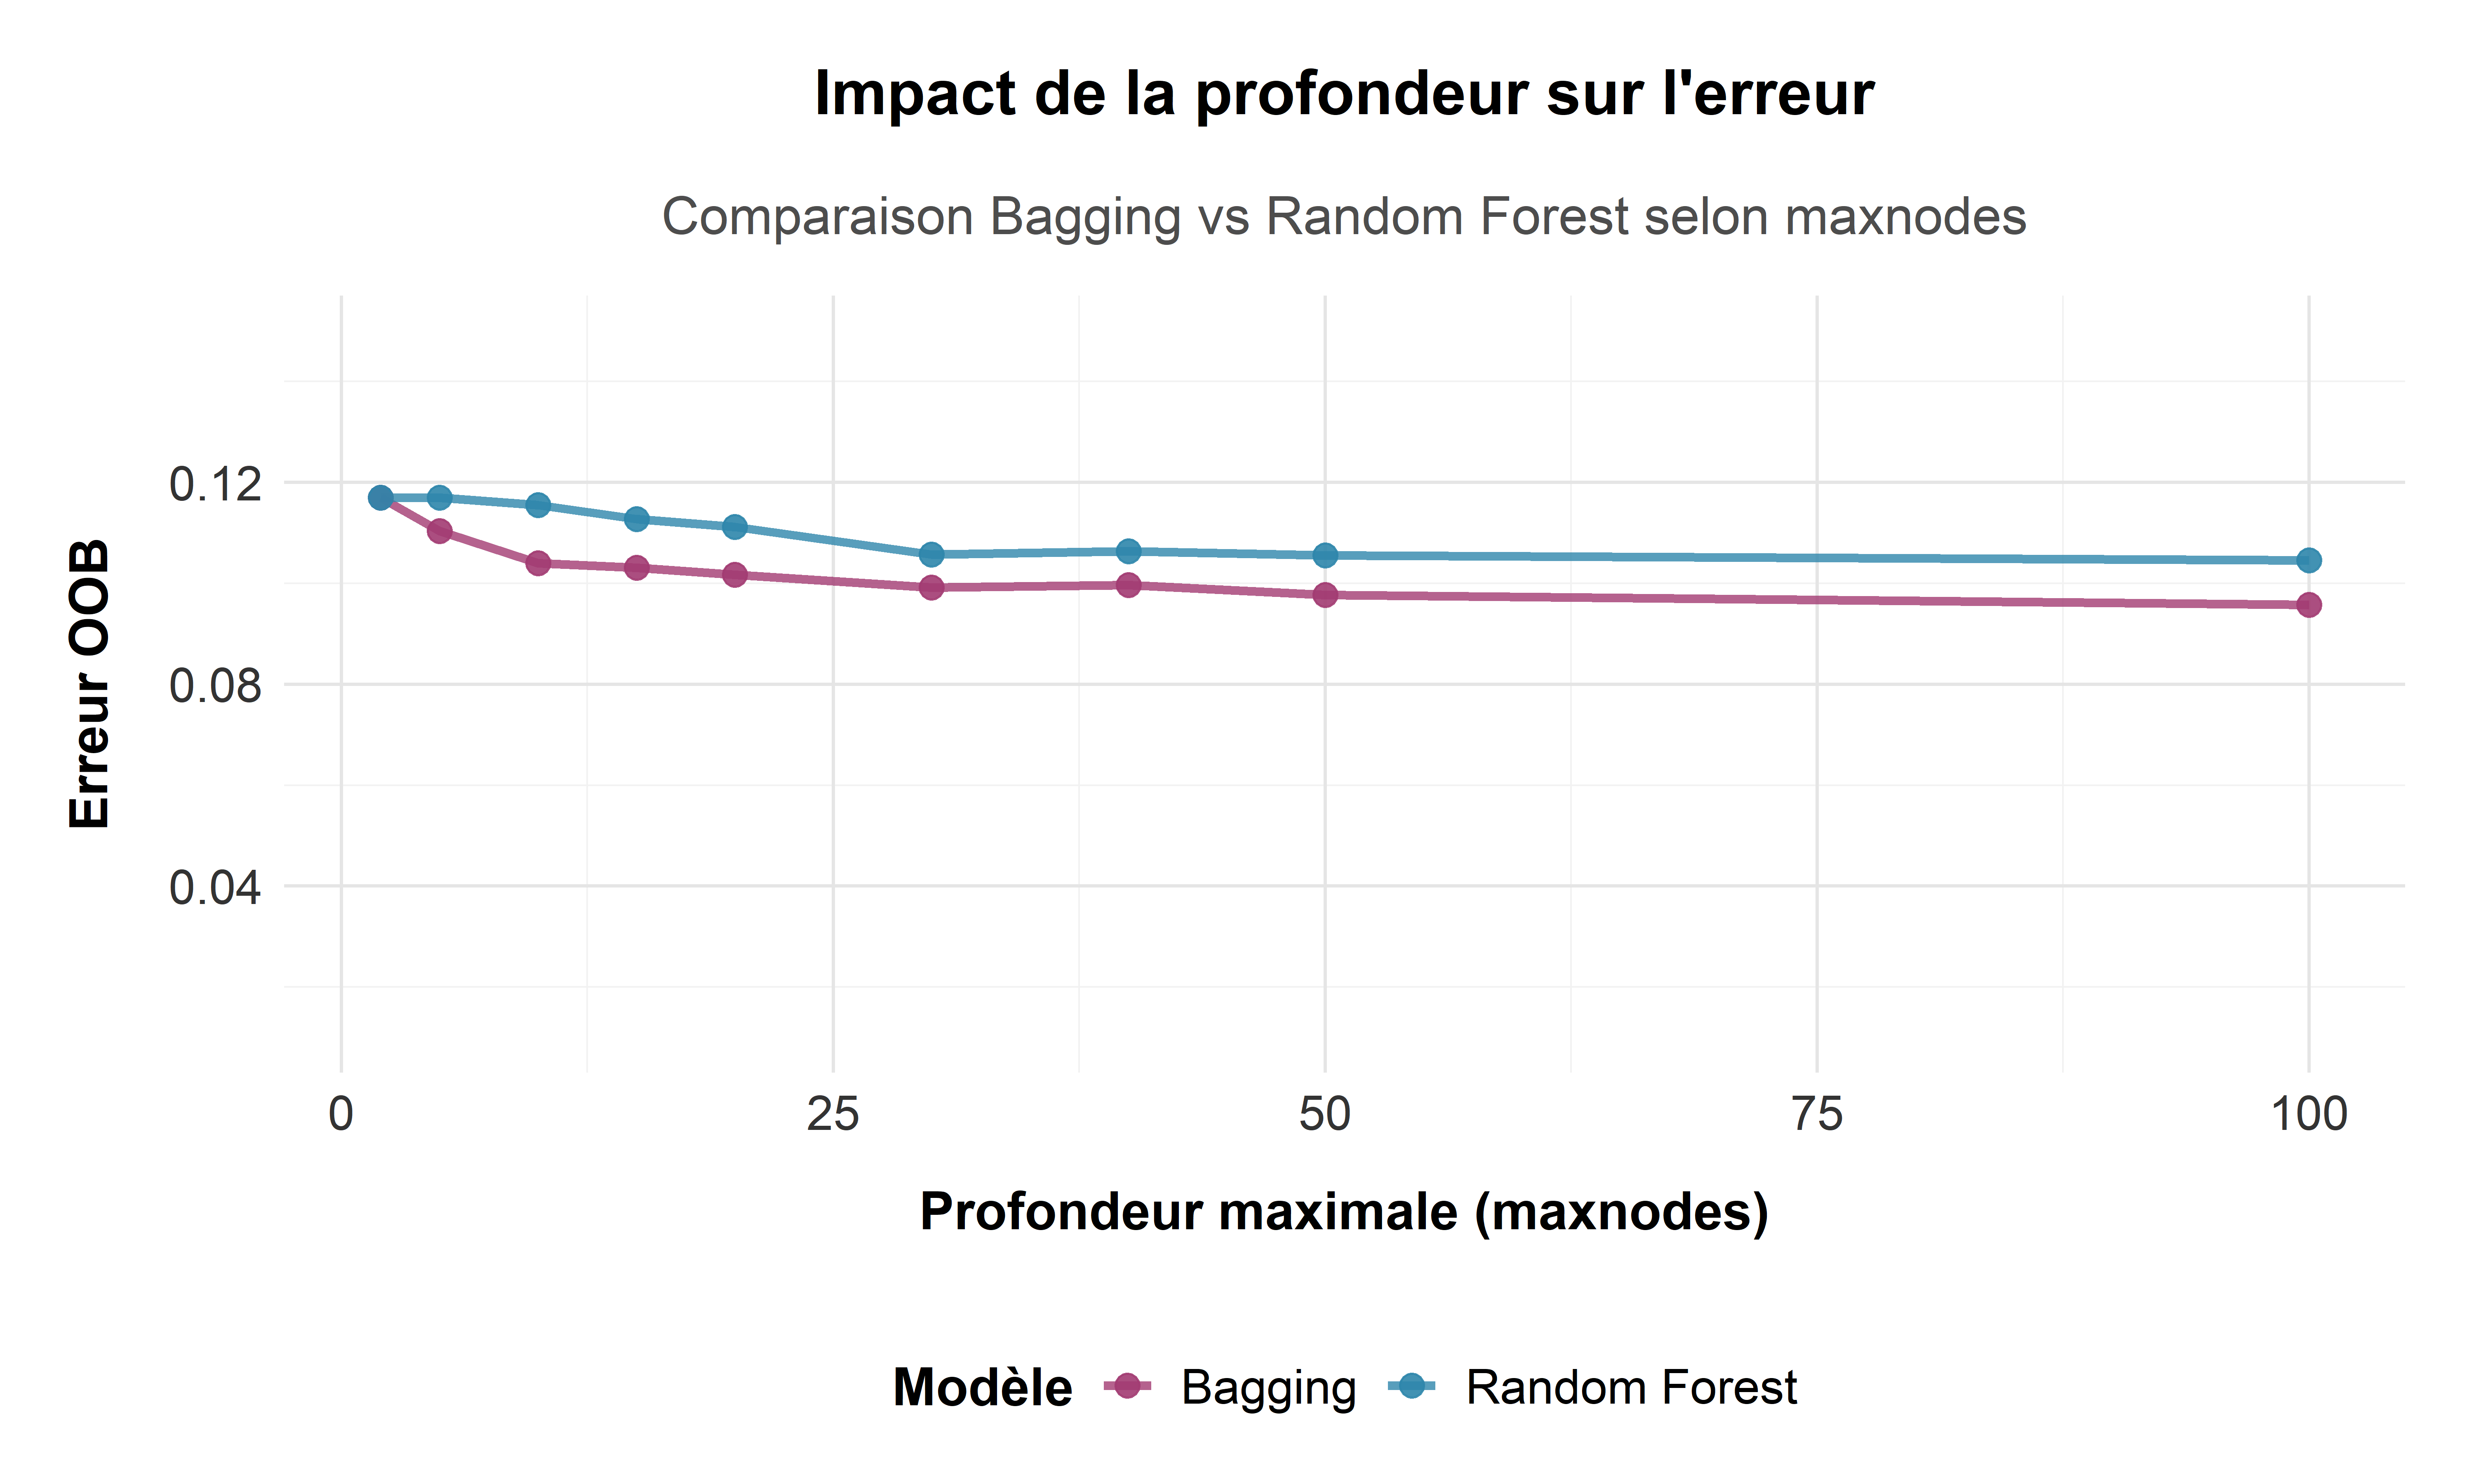 Impact de la profondeur sur l'erreur
Comparaison Bagging vs Random Forest selon maxnodes
Erreur OOB
0.12
0.08
0.04
0 25 50 75 100
Profondeur maximale (maxnodes)
Modèle Bagging Random Forest